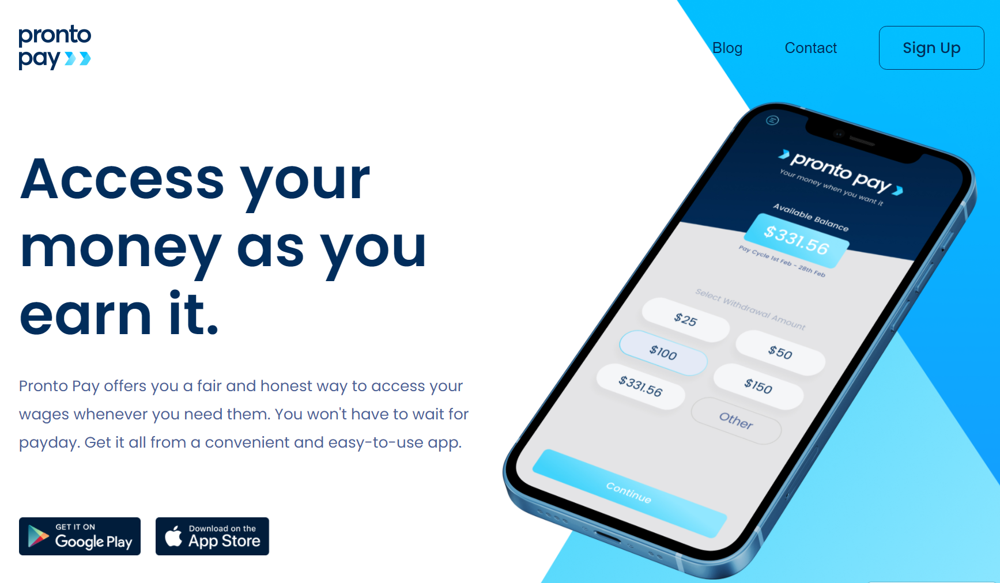 pronto
pay
Blog
Contact
Sign Up
Access your
money as you
earn it.
Pronto Pay offers you a fair and honest way to access your
wages whenever you need them. You won't have to wait for
payday. Get it all from a convenient and easy-to-use app.
GET IT ON
Google Play
Download on the
App Store
pronto pay
Your money when you want it
Available Balance
$331.56
Pay Cycle 1st Feb - 28th Feb
Select Withdrawal Amount
$25
$50
$100
$150
$331.56
Other
Continue